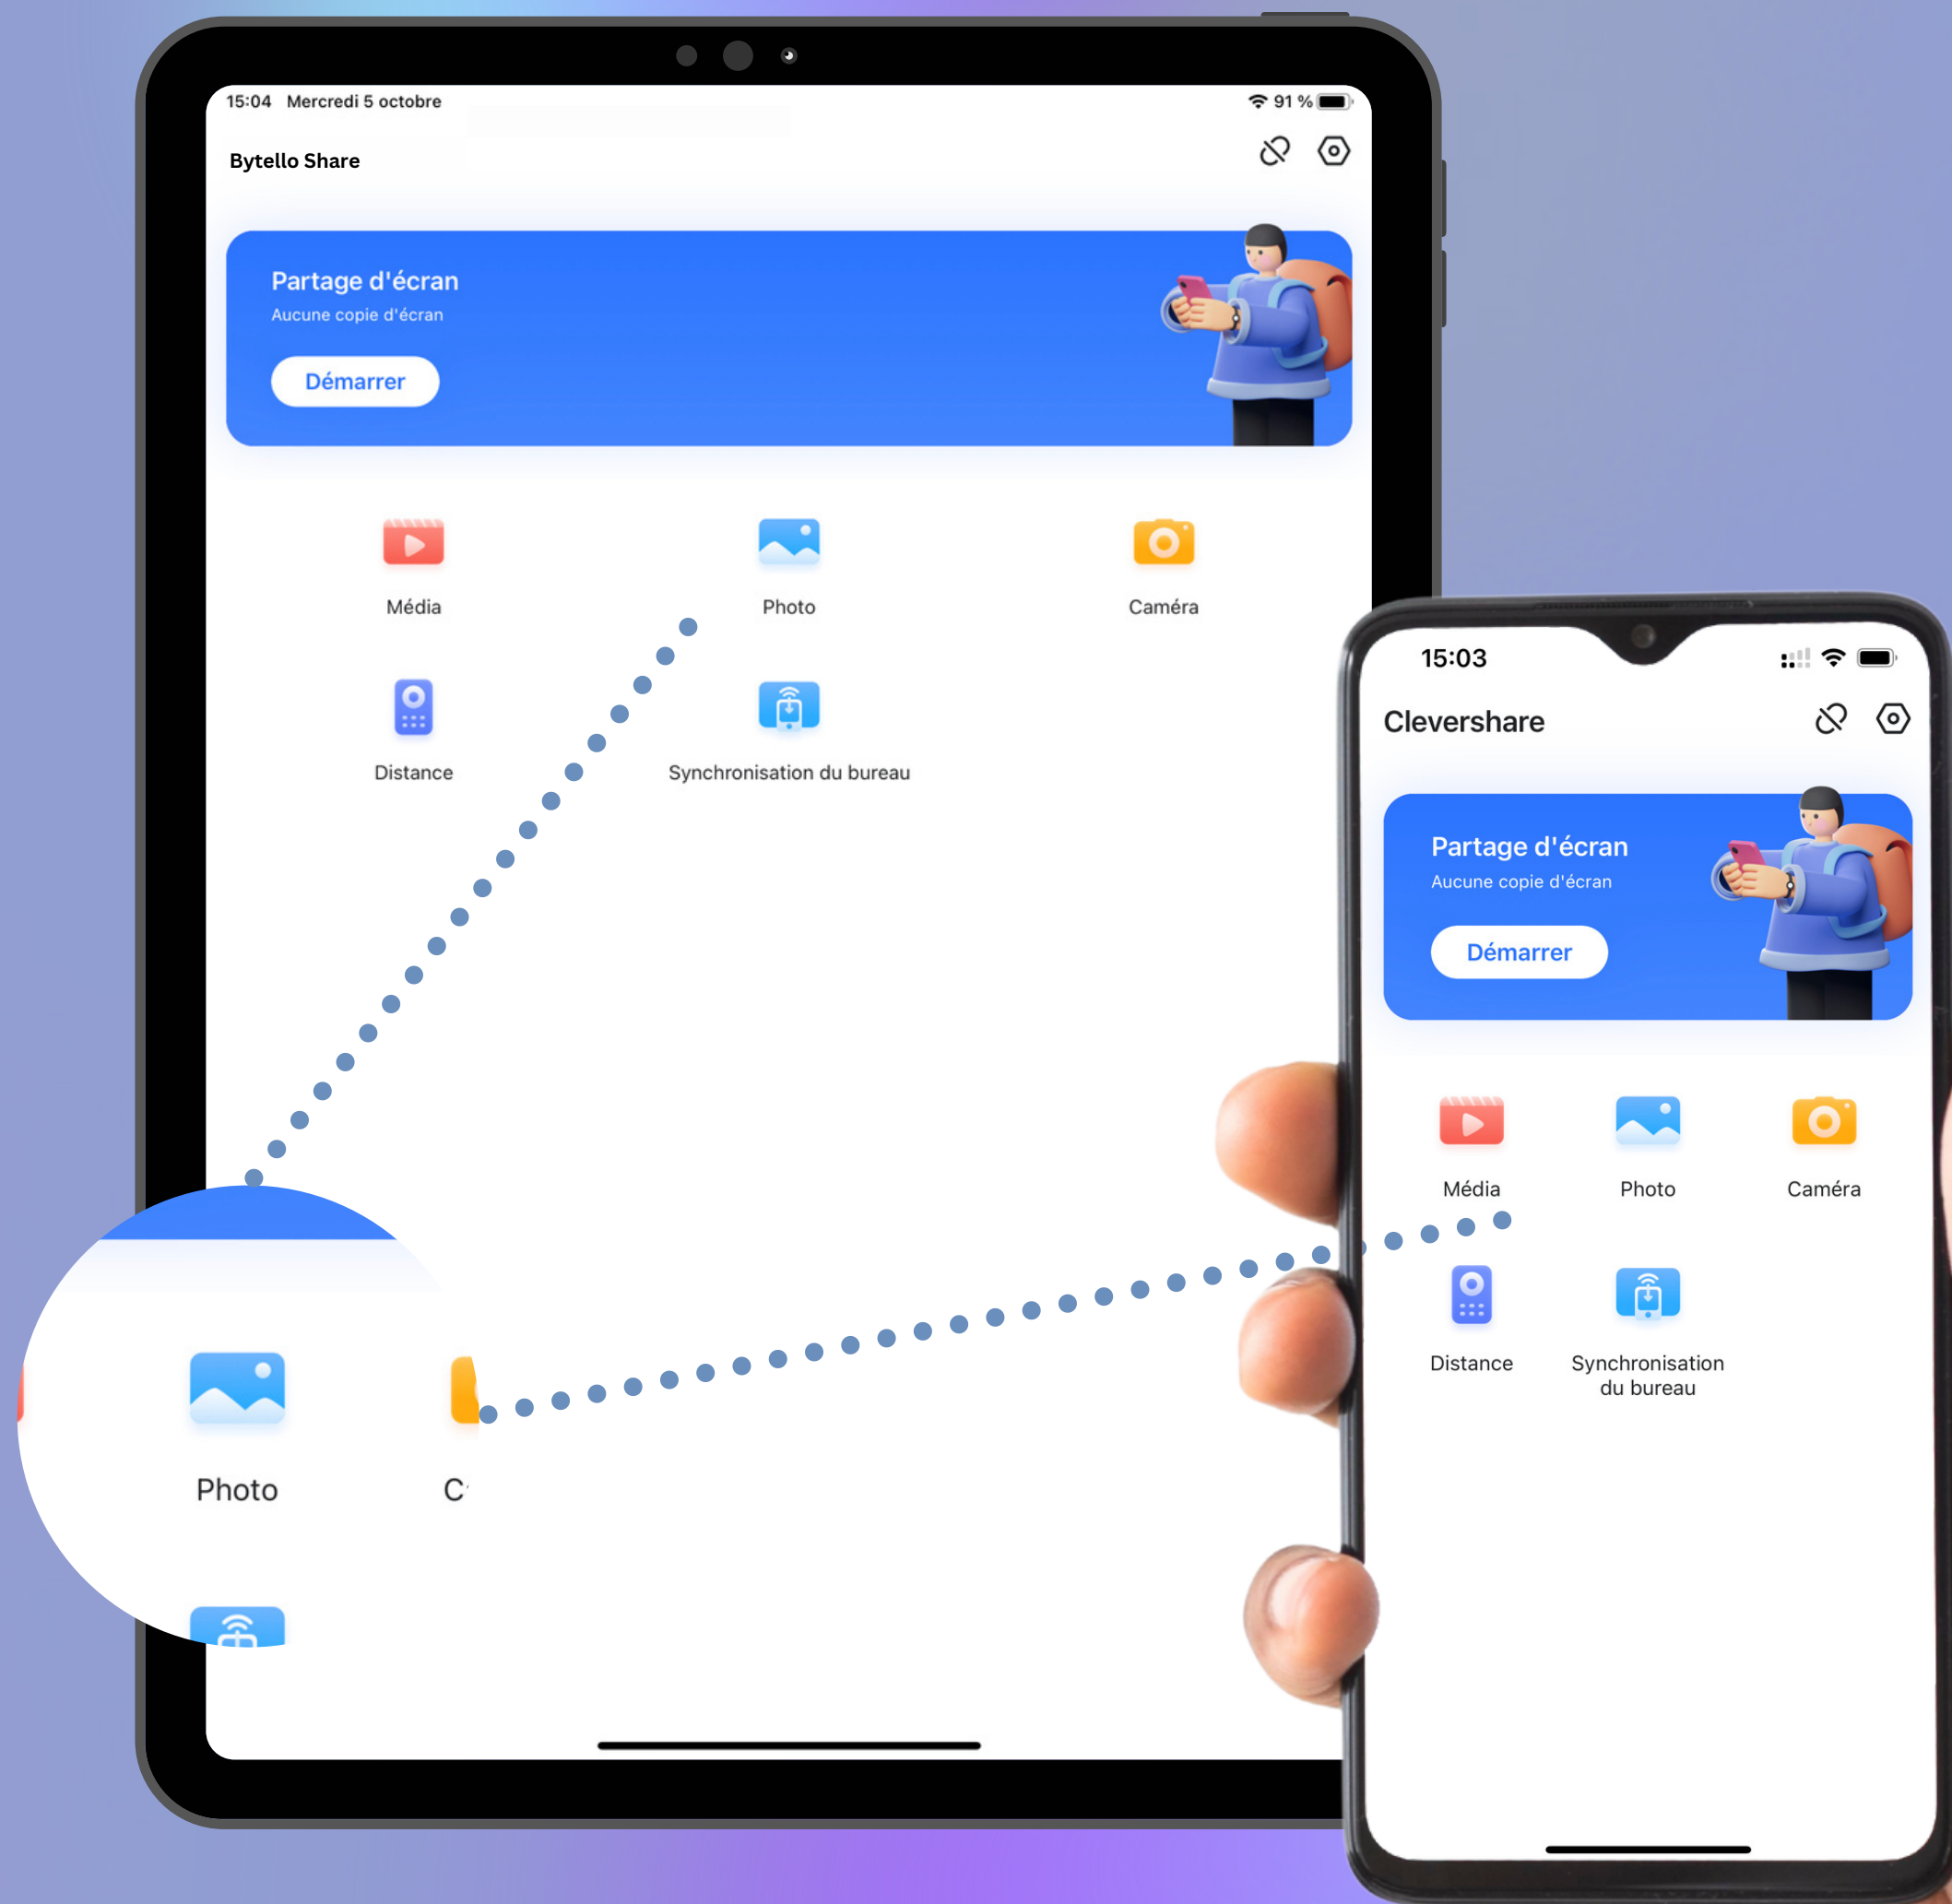 15:04 Mercredi 5 octobre
91 %
Bytello Share
Partage d'écran
Aucune copie d'écran
Démarrer
Média
Photo
Caméra
Distance
Synchronisation du bureau
Photo
15:03
Clevershare
Partage d'écran
Aucune copie d'écran
Démarrer
Média
Photo
Caméra
Distance
Synchronisation
du bureau